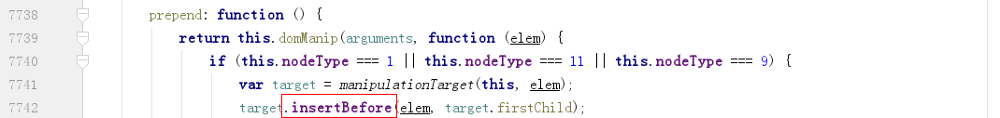 7738 prepend: function () {
7739 return this.domManip(arguments, function (elem) {
7740 if (this.nodeType === 1 || this.nodeType === 11 || this.nodeType === 9) {
7741 var target = manipulationTarget(this, elem);
7742 target.insertBefore(elem, target.firstChild);